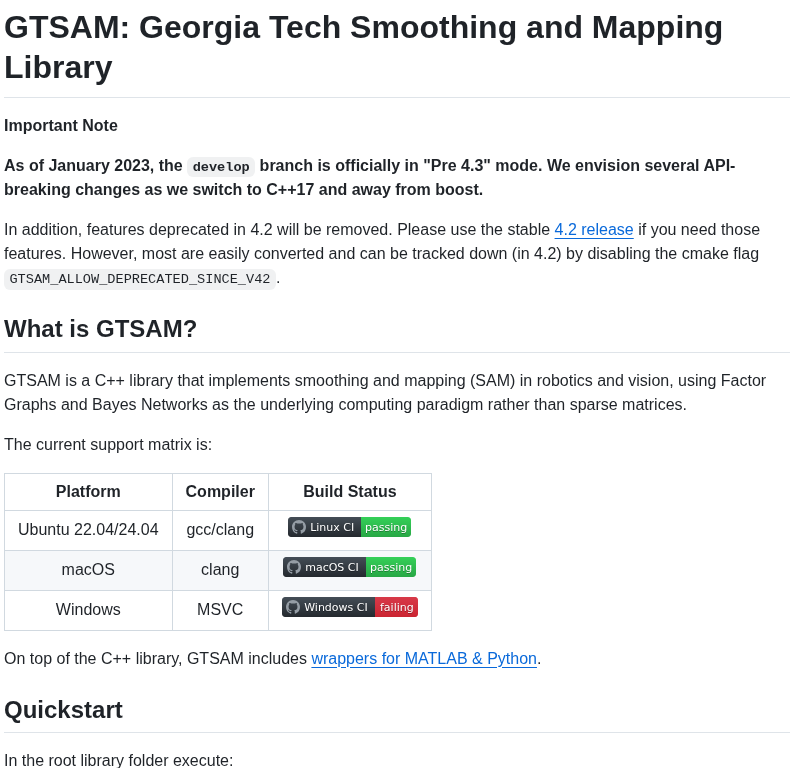 GTSAM: Georgia Tech Smoothing and Mapping
Library
Important Note
As of January 2023, the develop branch is officially in "Pre 4.3" mode. We envision several API-
breaking changes as we switch to C++17 and away from boost.
In addition, features deprecated in 4.2 will be removed. Please use the stable 4.2 release if you need those
features. However, most are easily converted and can be tracked down (in 4.2) by disabling the cmake flag
GTSAM_ALLOW_DEPRECATED_SINCE_V42.
What is GTSAM?
GTSAM is a C++ library that implements smoothing and mapping (SAM) in robotics and vision, using Factor
Graphs and Bayes Networks as the underlying computing paradigm rather than sparse matrices.
The current support matrix is:
Platform Compiler Build Status
Ubuntu 22.04/24.04 gcc/clang Linux CI passing
macOS clang macOS CI passing
Windows MSVC Windows CI failing
On top of the C++ library, GTSAM includes wrappers for MATLAB & Python.
Quickstart
In the root library folder execute: